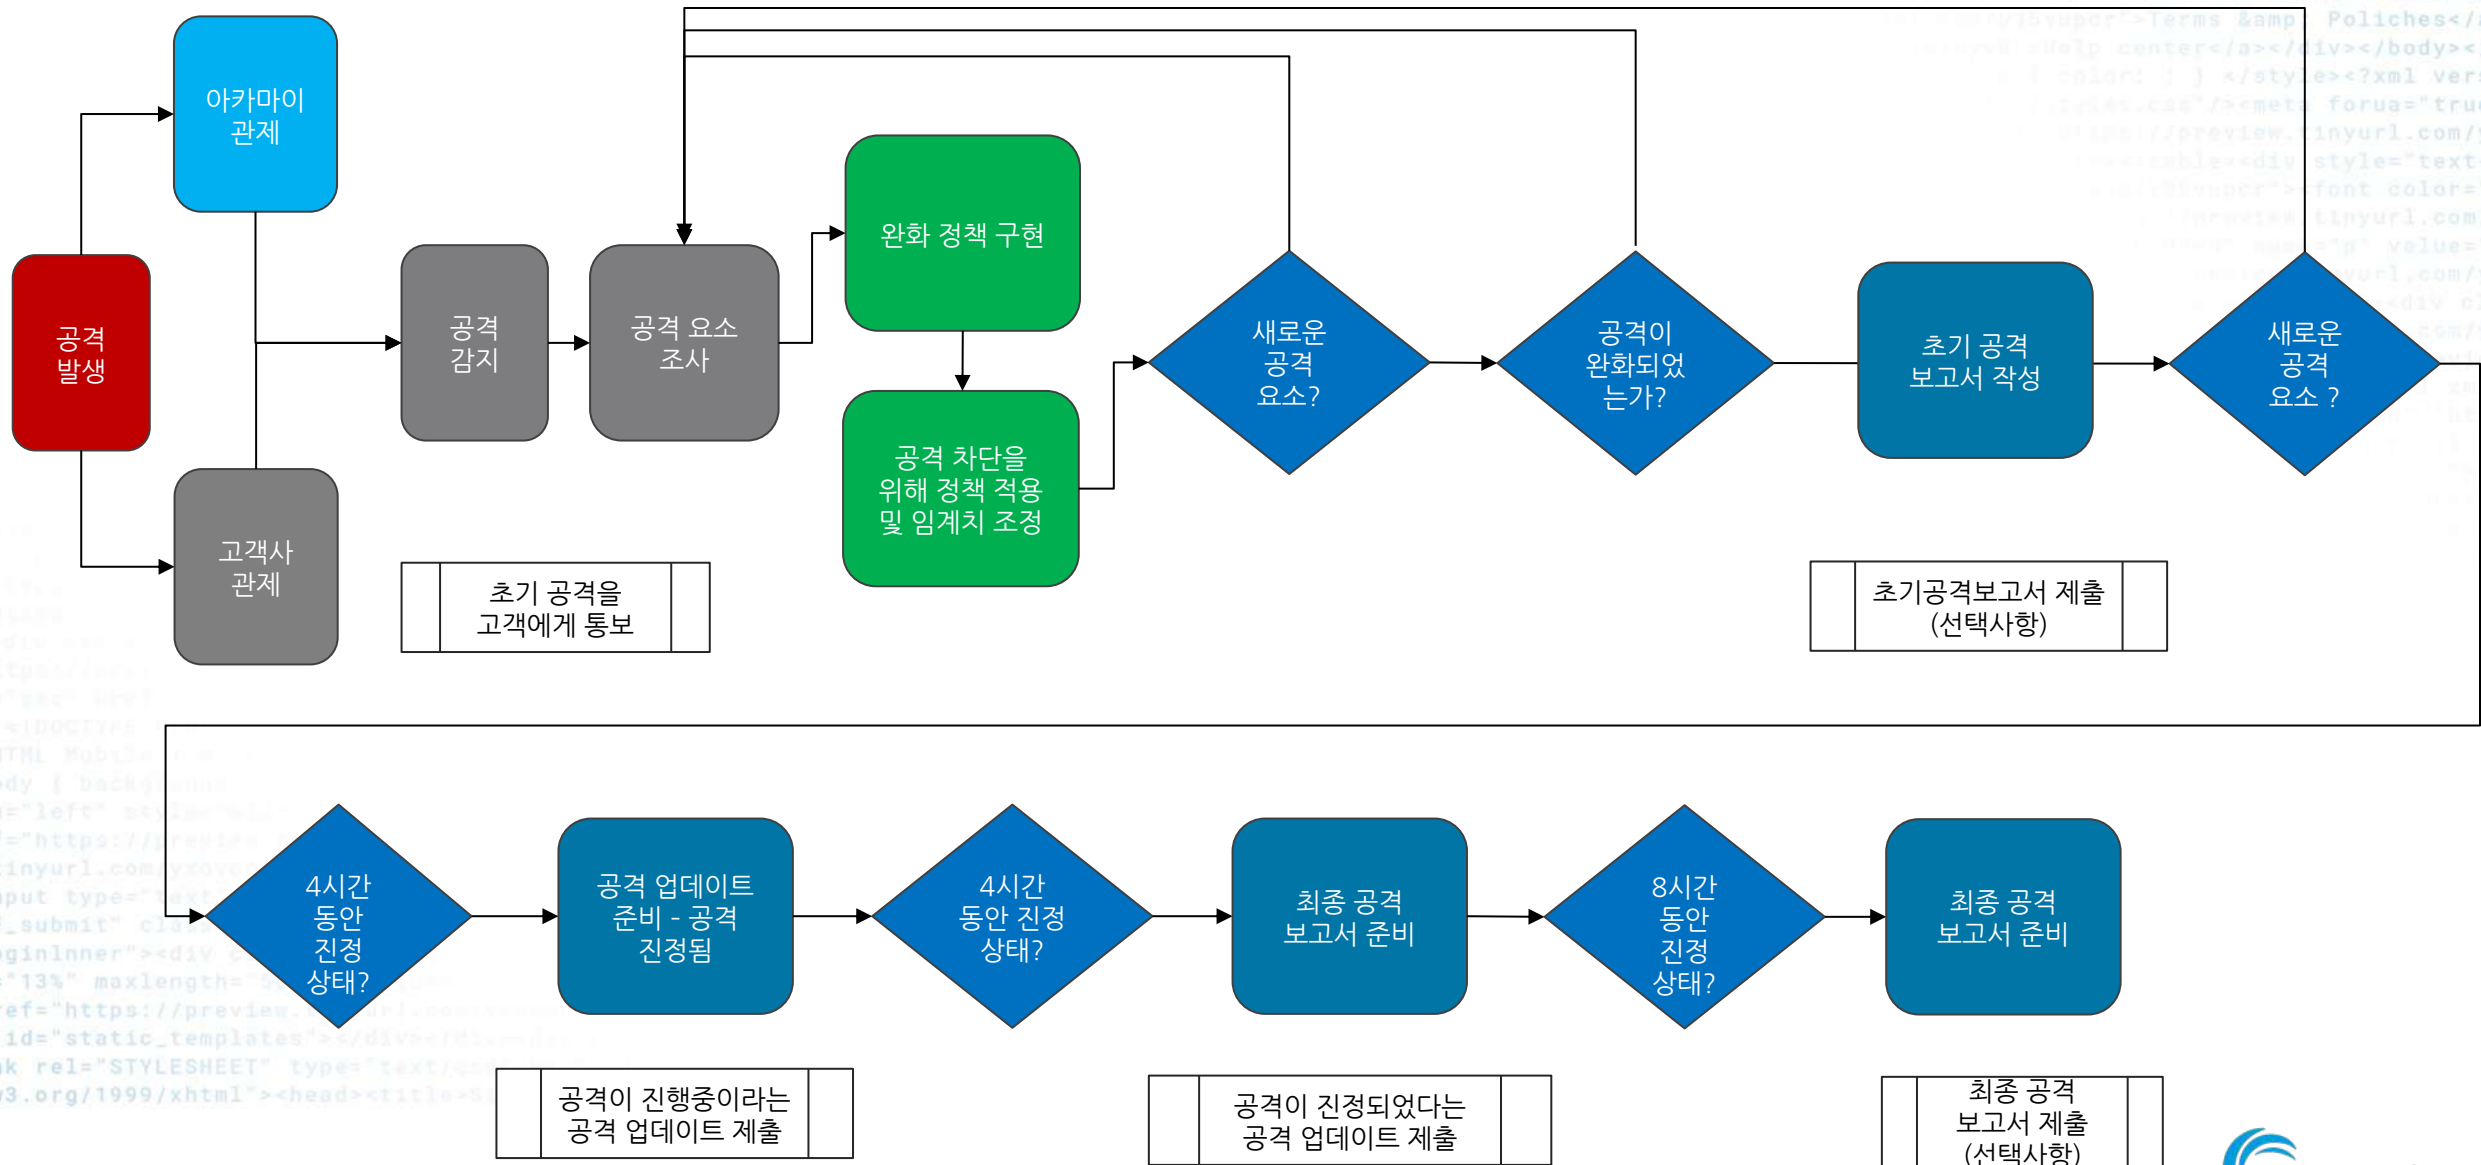 아카마이
관제
공격
발생
고객사
관제
공격
감지
공격 요소
조사
완화 정책 구현
공격 차단을
위해 정책 적용
및 임계치 조정
새로운
공격
요소?
공격이
완화되었
는가?
초기 공격
보고서 작성
새로운
공격
요소 ?
초기 공격을
고객에게 통보
초기공격보고서 제출
(선택사항)
4시간
동안
진정
상태?
공격 업데이트
준비 - 공격
진정됨
4시간
동안 진정
상태?
최종 공격
보고서 준비
8시간
동안
진정
상태?
최종 공격
보고서 준비
공격이 진행중이라는
공격 업데이트 제출
공격이 진정되었다는
공격 업데이트 제출
최종 공격
보고서 제출
(선택사항)